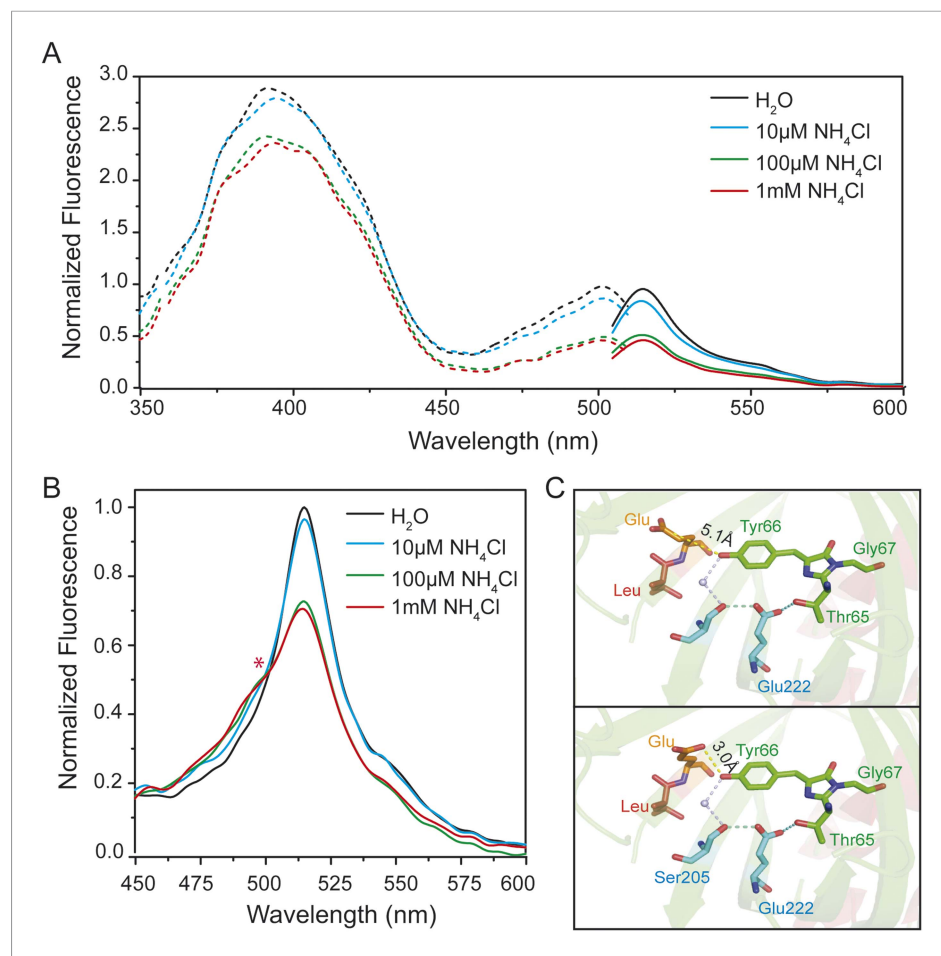 A
Normalized Fluorescence
3.0
2.5
2.0
1.5
1.0
0.5
0.0
350
400
450
500
550
600
Wavelength (nm)
H₂O
10µM NH₄Cl
100µM NH₄Cl
1mM NH₄Cl
B
Normalized Fluorescence
1.0
0.8
0.6
0.4
0.2
0.0
450
475
500
525
550
575
600
Wavelength (nm)
H₂O
10µM NH₄Cl
100µM NH₄Cl
1mM NH₄Cl
*
C
Glu
5.1Å
Tyr66
Gly67
Leu
Thr65
Glu222
Glu
3.0Å
Tyr66
Gly67
Leu
Thr65
Ser205
Glu222